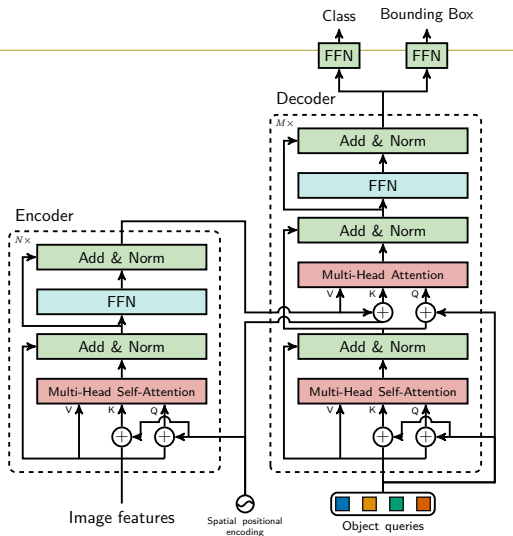 Class
Bounding Box
FFN
FFN
Decoder
M×
Add & Norm
FFN
Add & Norm
Multi-Head Attention
V
K
Q
Add & Norm
Multi-Head Self-Attention
V
K
Q
Object queries
Encoder
N×
Add & Norm
FFN
Add & Norm
Multi-Head Self-Attention
V
K
Q
Image features
Spatial positional
encoding